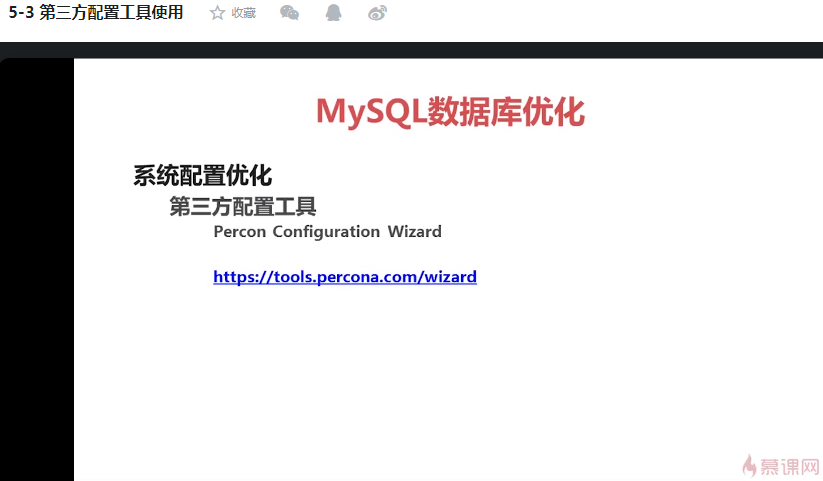 5-3 第三方配置工具使用 收藏
MySQL数据库优化
系统配置优化
第三方配置工具
Percon Configuration Wizard
https://tools.percona.com/wizard
慕课网